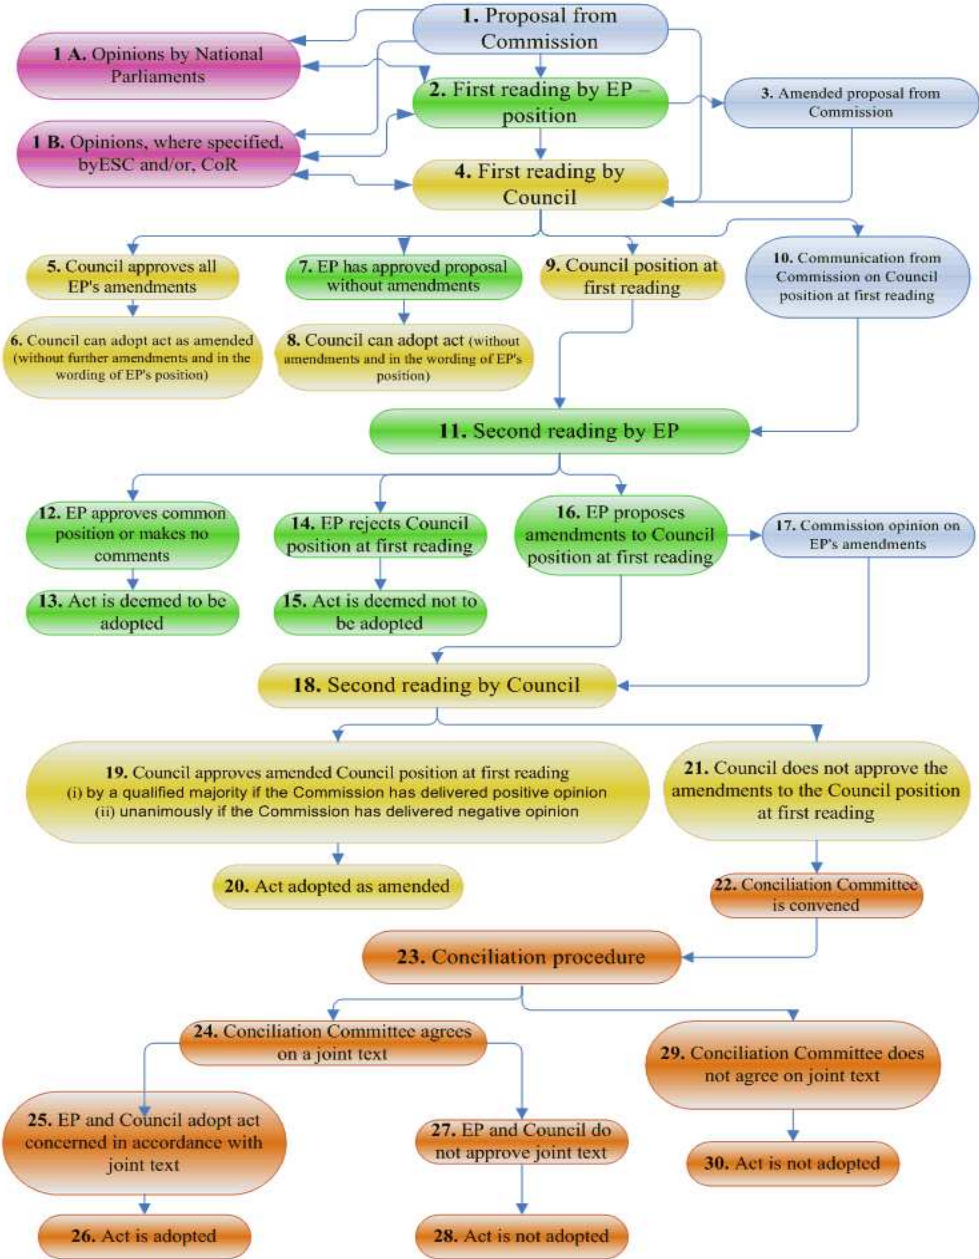 1. Proposal from
Commission
1 A. Opinions by National
Parliaments
2. First reading by EP –
position
3. Amended proposal from
Commission
1 B. Opinions, where specified,
byESC and/or, CoR
4. First reading by
Council
5. Council approves all
EP's amendments
7. EP has approved proposal
without amendments
9. Council position at
first reading
10. Communication from
Commission on Council
position at first reading
6. Council can adopt act as amended
(without further amendments and in the
wording of EP's position)
8. Council can adopt act (without
amendments and in the wording of EP's
position)
11. Second reading by EP
12. EP approves common
position or makes no
comments
14. EP rejects Council
position at first reading
16. EP proposes
amendments to Council
position at first reading
17. Commission opinion on
EP's amendments
13. Act is deemed to be
adopted
15. Act is deemed not to
be adopted
18. Second reading by Council
19. Council approves amended Council position at first reading
(i) by a qualified majority if the Commission has delivered positive opinion
(ii) unanimously if the Commission has delivered negative opinion
21. Council does not approve the
amendments to the Council position
at first reading
20. Act adopted as amended
22. Conciliation Committee
is convened
23. Conciliation procedure
24. Conciliation Committee agrees
on a joint text
29. Conciliation Committee does
not agree on joint text
25. EP and Council adopt act
concerned in accordance with
joint text
27. EP and Council do
not approve joint text
30. Act is not adopted
26. Act is adopted
28. Act is not adopted